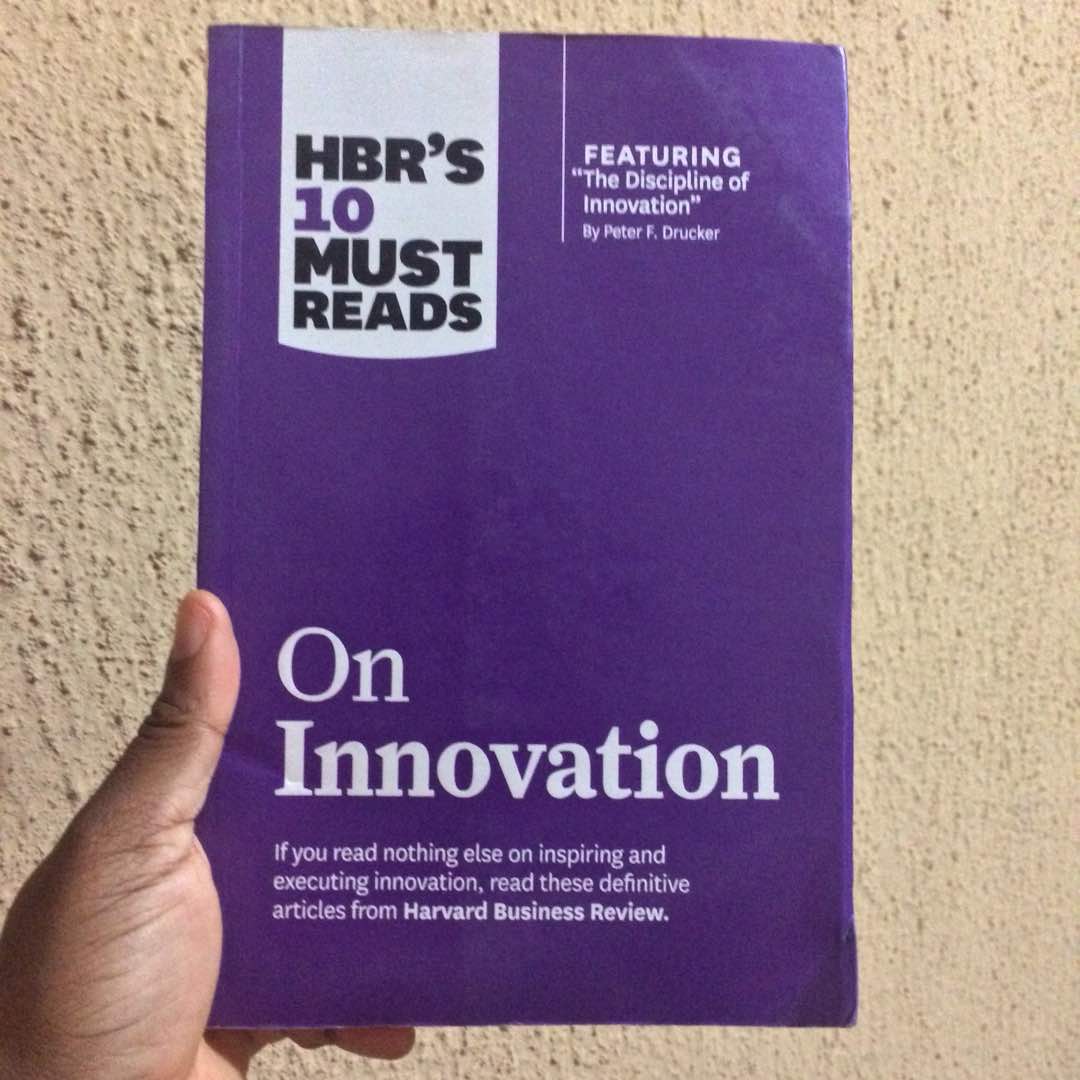 HBR'S
10
MUST
READS
FEATURING
“The Discipline of
Innovation”
By Peter F. Drucker
On
Innovation
If you read nothing else on inspiring and
executing innovation, read these definitive
articles from Harvard Business Review.